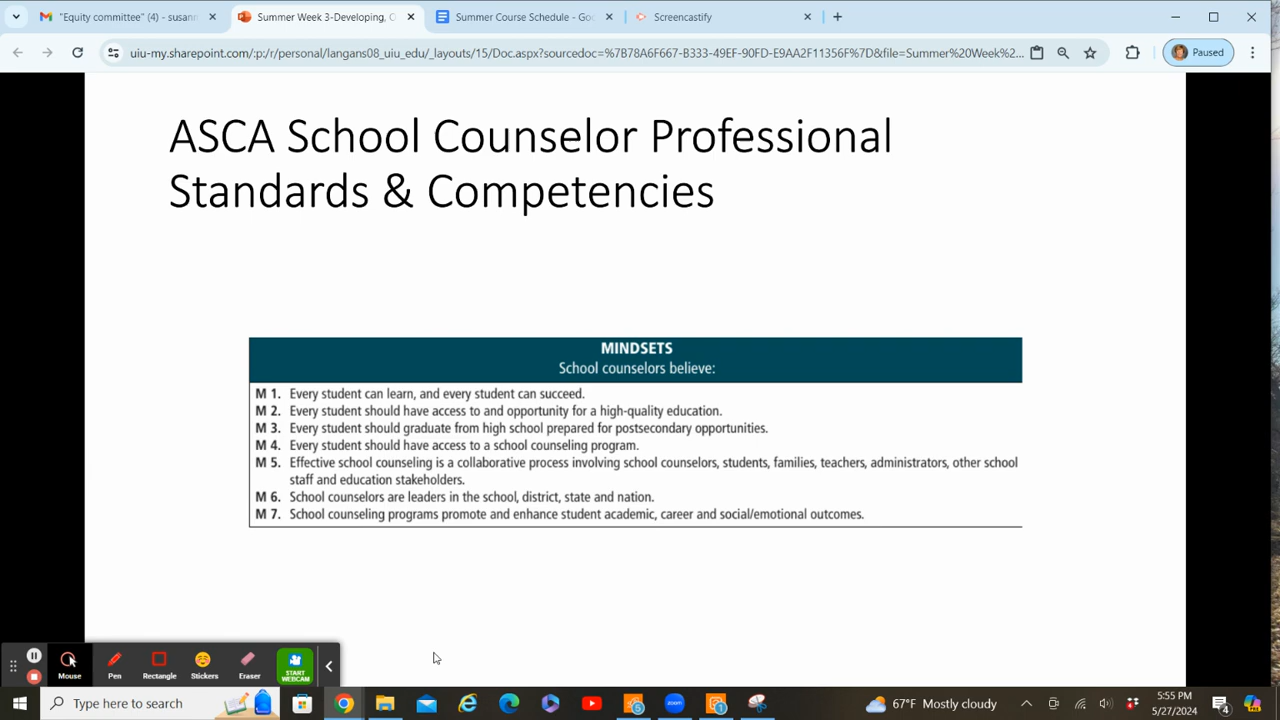 "Equity committee" (4) - susann
Summer Week 3-Developing, O
Summer Course Schedule - Goo
Screencastify
uiu-my.sharepoint.com/:p:/r/personal/langans08_uiu_edu/_layouts/15/Doc.aspx?sourcedoc=%7B78A6F667-B333-49EF-90FD-E9AA2F11356F%7D&file=Summer%20Week%2...
Paused
ASCA School Counselor Professional
Standards & Competencies
MINDSETS
School counselors believe:
M 1. Every student can learn, and every student can succeed.
M 2. Every student should have access to and opportunity for a high-quality education.
M 3. Every student should graduate from high school prepared for postsecondary opportunities.
M 4. Every student should have access to a school counseling program.
M 5. Effective school counseling is a collaborative process involving school counselors, students, families, teachers, administrators, other school
staff and education stakeholders.
M 6. School counselors are leaders in the school, district, state and nation.
M 7. School counseling programs promote and enhance student academic, career and social/emotional outcomes.
Mouse
Pen
Rectangle
Stickers
Eraser
START
WEBCAM
Type here to search
67°F Mostly cloudy
5:55 PM
5/27/2024
4